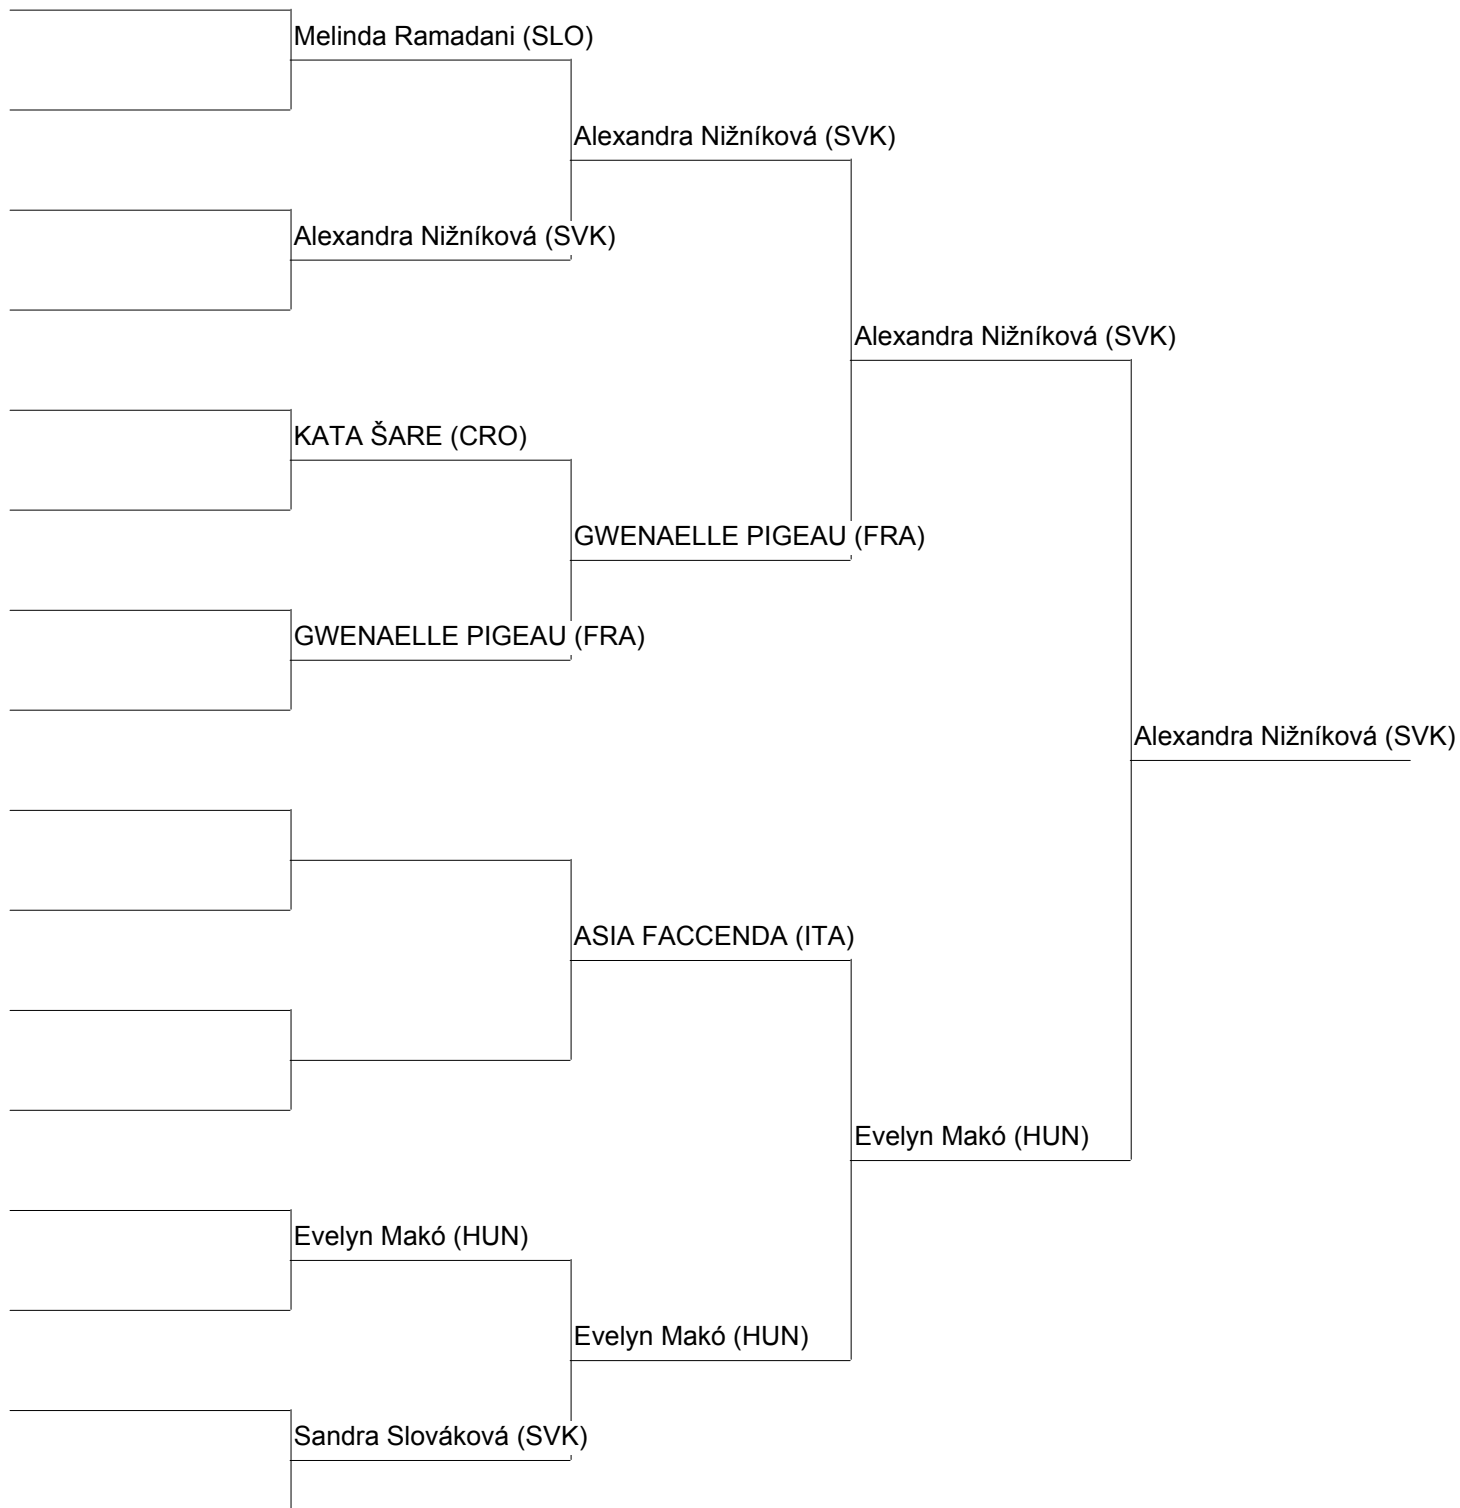 Melinda Ramadani (SLO)
Alexandra Nižníková (SVK)
Alexandra Nižníková (SVK)
Alexandra Nižníková (SVK)
KATA ŠARE (CRO)
GWENAELLE PIGEAU (FRA)
GWENAELLE PIGEAU (FRA)
Alexandra Nižníková (SVK)
ASIA FACCENDA (ITA)
Evelyn Makó (HUN)
Evelyn Makó (HUN)
Evelyn Makó (HUN)
Sandra Slováková (SVK)